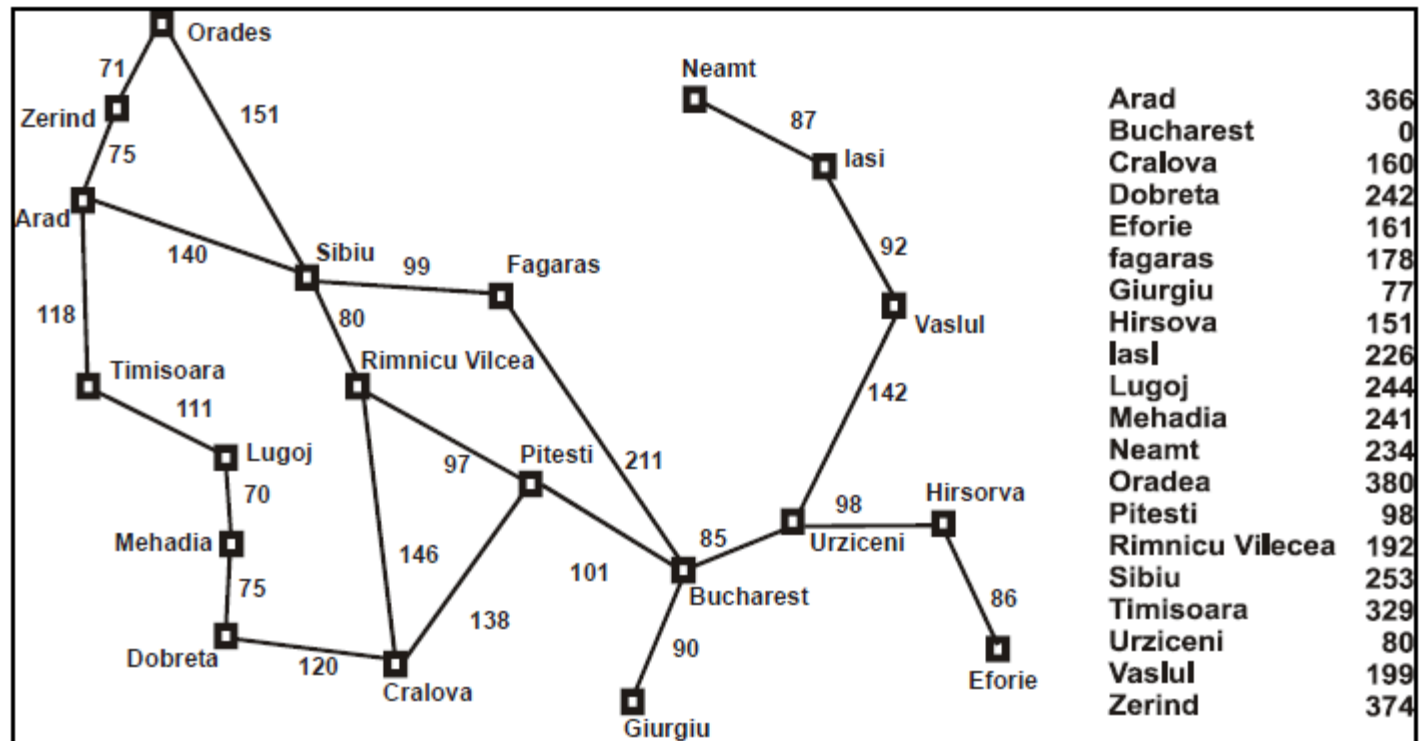 Orades
71
Neamt
Zerind
151
87
Iasi
75
Arad
140
Sibiu
99
Fagaras
92
118
80
Vaslul
Timisoara
Rimnicu Vilcea
111
142
Lugoj
97
Pitesti
211
70
Hirsorva
98
Mehadia
146
85
Urziceni
75
101
Bucharest
86
138
Dobreta
120
90
Eforie
Cralova
Giurgiu
Arad 366
Bucharest 0
Cralova 160
Dobreta 242
Eforie 161
fagaras 178
Giurgiu 77
Hirsova 151
Iasl 226
Lugoj 244
Mehadia 241
Neamt 234
Oradea 380
Pitesti 98
Rimnicu Vilecea 192
Sibiu 253
Timisoara 329
Urziceni 80
Vaslul 199
Zerind 374